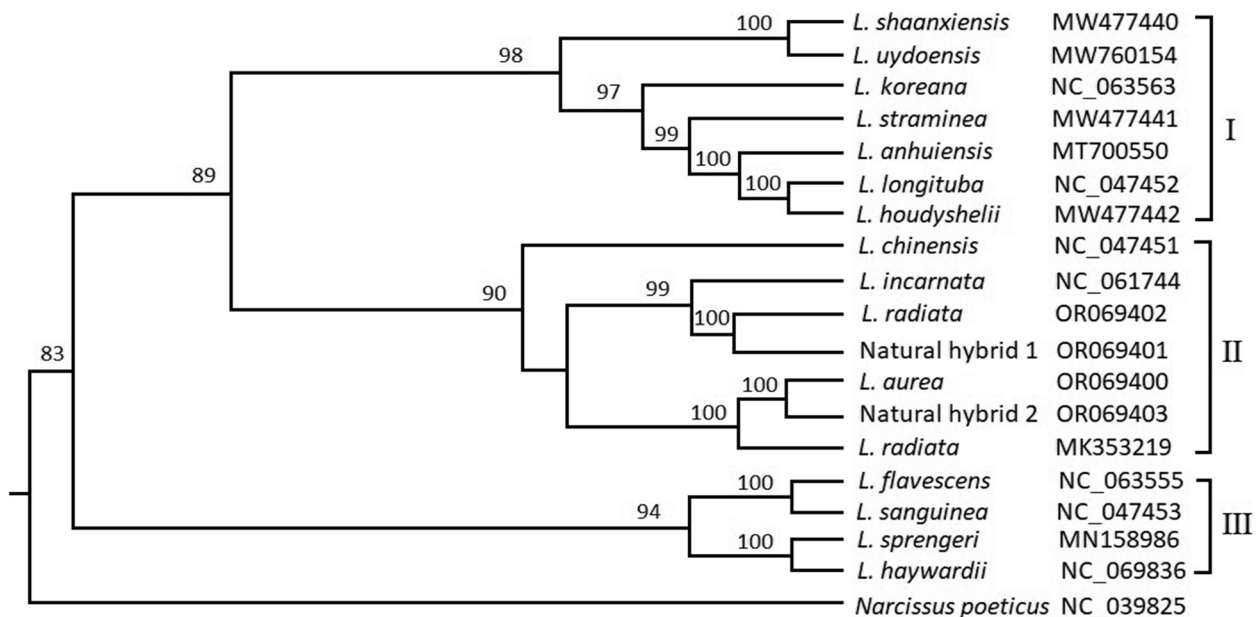 100 L. shaanxiensis MW477440
98 L. uydoensis MW760154
97 L. koreana NC_063563
99 L. straminea MW477441
I
100 L. anhuiensis MT700550
89 100 L. longituba NC_047452
L. houdyshelii MW477442
L. chinensis NC_047451
90 99 L. incarnata NC_061744
100 L. radiata OR069402
83 Natural hybrid 1 OR069401
II
100 L. aurea OR069400
100 Natural hybrid 2 OR069403
L. radiata MK353219
100 L. flavescens NC_063555
94 L. sanguinea NC_047453
III
100 L. sprengeri MN158986
L. haywardii NC_069836
Narcissus poeticus NC_039825